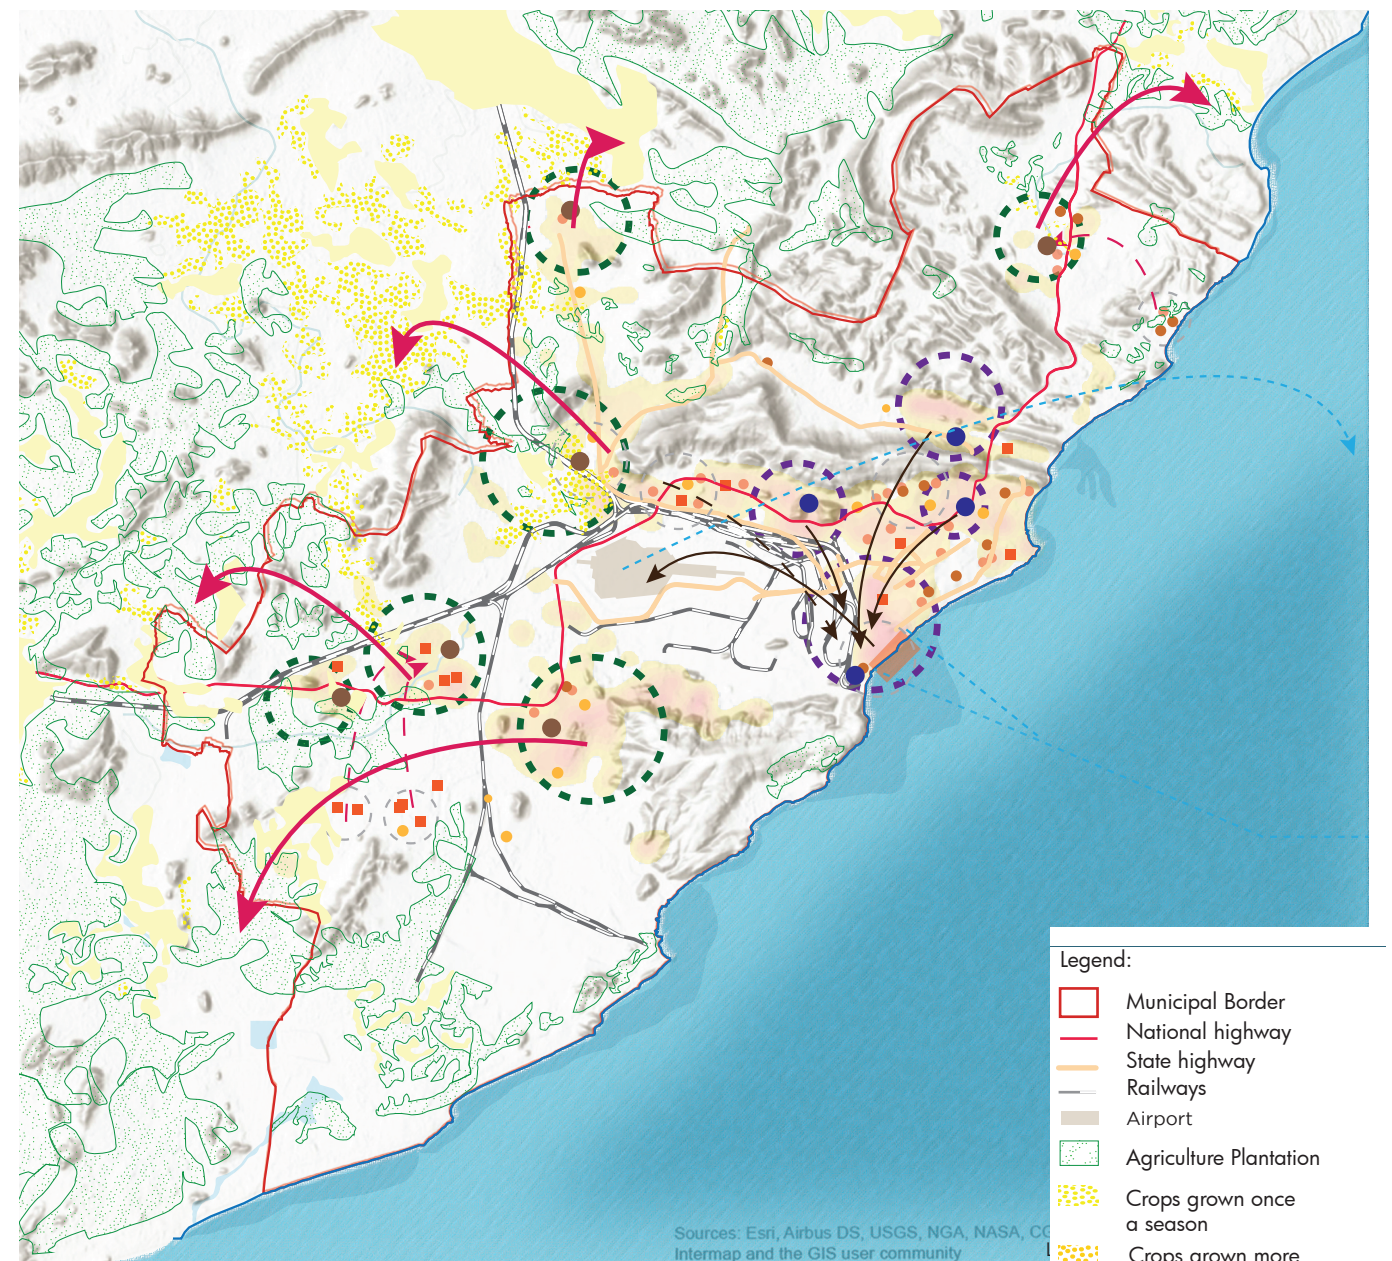 Legend:
Municipal Border
National highway
State highway
Railways
Airport
Agriculture Plantation
Crops grown once
a season
Crops grown more
Sources: Esri, Airbus DS, USGS, NGA, NASA,
Intermap and the GIS user community